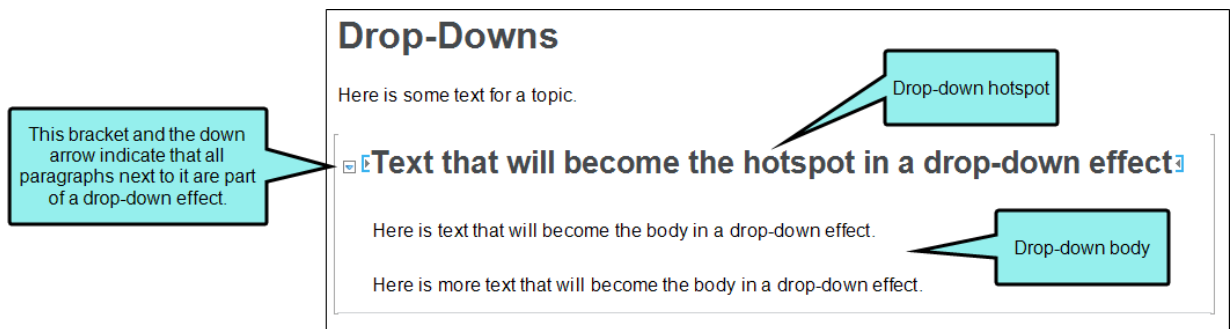 Drop-Downs
Drop-down hotspot
Here is some text for a topic.
This bracket and the down
arrow indicate that all
paragraphs next to it are part
of a drop-down effect.
Text that will become the hotspot in a drop-down effect
Here is text that will become the body in a drop-down effect.
Drop-down body
Here is more text that will become the body in a drop-down effect.